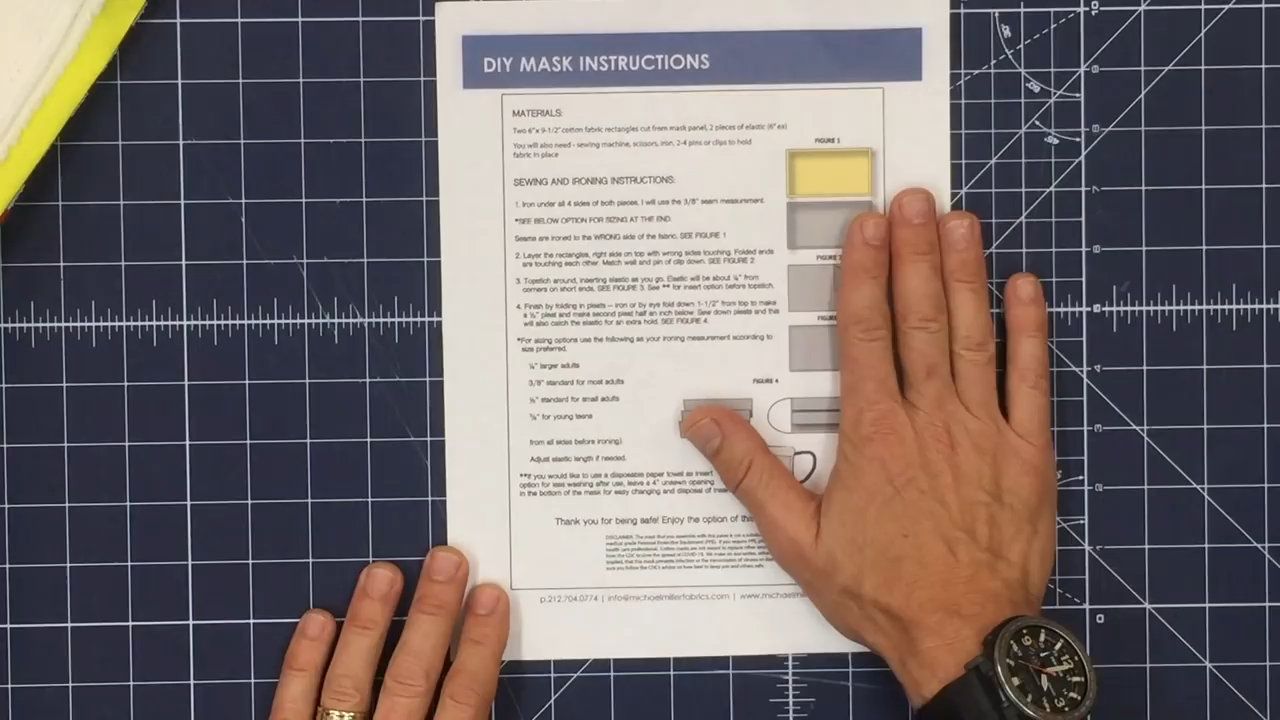 DIY MASK INSTRUCTIONS
MATERIALS:
Two 6"x 9-1/2" cotton fabric rectangles cut from mask panel, 2 pieces of elastic (6" ea)
You will also need - sewing machine, scissors, iron, 2-4 pins or clips to hold
fabric in place
FIGURE 1
SEWING AND IRONING INSTRUCTIONS:
1. Iron under all 4 sides of both pieces. I will use the 3/8" seam measurement.
*SEE BELOW OPTION FOR SIZING AT THE END.
Seams are ironed to the WRONG side of the fabric. SEE FIGURE 1
2. Layer the rectangles, right side on top with wrong sides touching. Folded ends
are touching each other. Match well and pin of clip down. SEE FIGURE 2
3. Topstitch around, inserting elastic as you go. Elastic will be about ¼" from
corners on short ends. SEE FIGURE 3. See ** for insert option before topstitch.
4. Finish by folding in pleats – iron or by eye fold down 1-1/2" from top to make
a ½" pleat and make second pleat half an inch below. Sew down pleats and this
will also catch the elastic for an extra hold. SEE FIGURE 4.
*For sizing options use the following as your ironing measurement according to
size preferred.
¼" larger adults
3/8" standard for most adults
½" standard for small adults
¾" for young teens
from all sides before ironing)
Adjust elastic length if needed.
FIGURE 4
**If you would like to use a disposable paper towel as insert
option for less washing after use, leave a 4" unsewn opening
in the bottom of the mask for easy changing and disposal of
Thank you for being safe! Enjoy the option of
p.212.704.0774 | info@michaelmillerfabrics.com | www.michaelmil
10
9
8
7
6
4
3
2
1
0